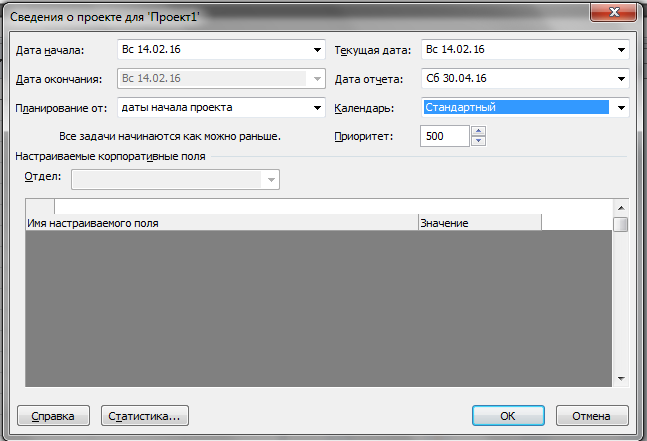 Сведения о проекте для 'Проект1'
Дата начала: Вс 14.02.16 Текущая дата: Вс 14.02.16
Дата окончания: Вс 14.02.16 Дата отчета: Сб 30.04.16
Планирование от: даты начала проекта Календарь: Стандартный
Все задачи начинаются как можно раньше. Приоритет: 500
Настраиваемые корпоративные поля
Отдел:
Имя настраиваемого поля Значение
Справка Статистика... ОК Отмена